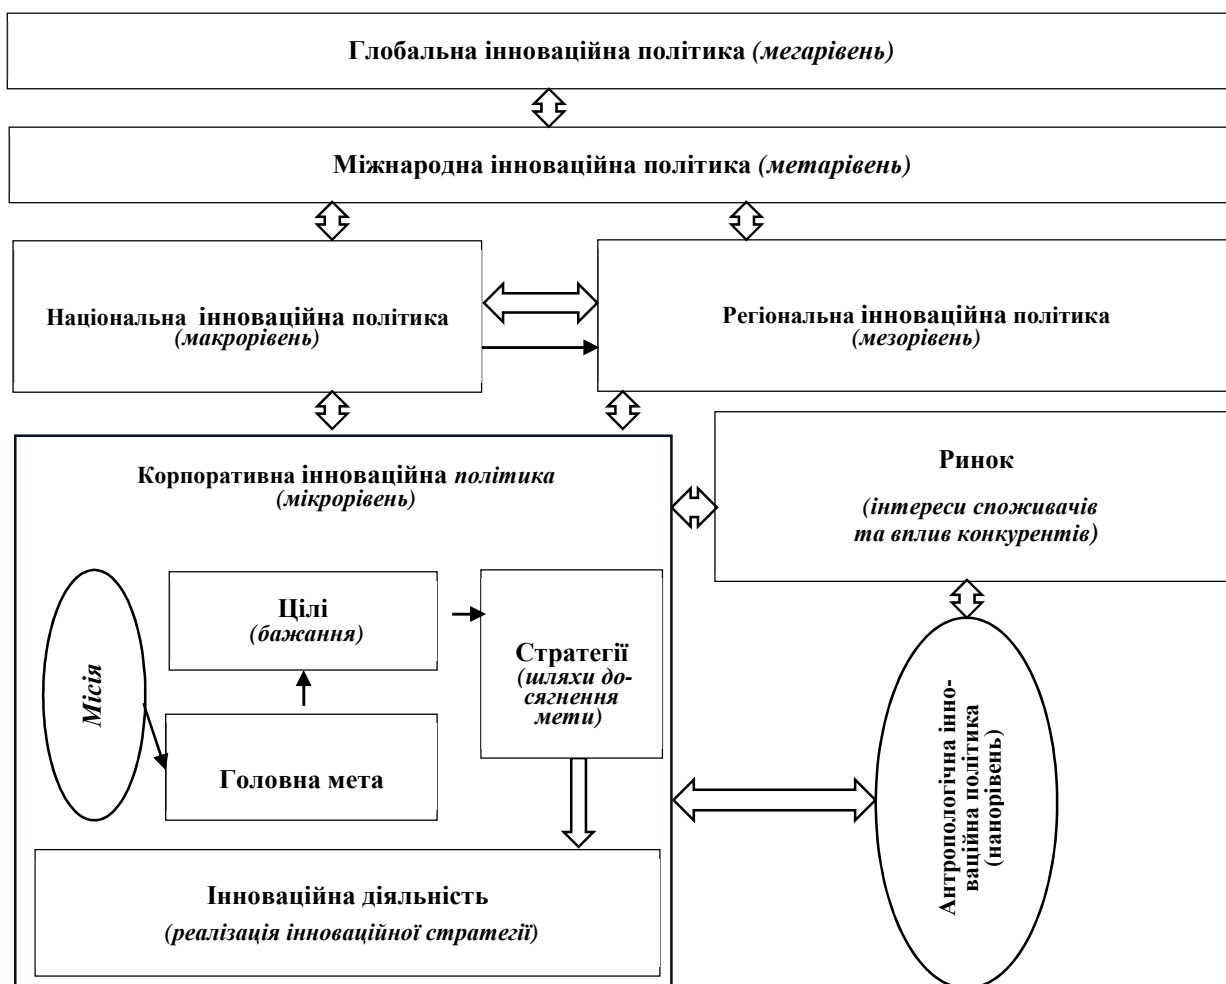 Глобальна інноваційна політика (мегарівень)
Міжнародна інноваційна політика (метарівень)
Національна інноваційна політика
(макрорівень)
Регіональна інноваційна політика
(мезорівень)
Корпоративна інноваційна політика
(мікрорівень)
Ринок
(інтереси споживачів
та вплив конкурентів)
Місія
Цілі
(бажання)
Стратегії
(шляхи до-
сягнення
мети)
Головна мета
Інноваційна діяльність
(реалізація інноваційної стратегії)
Антропологічна інно-
ваційна політика
(нанорівень)